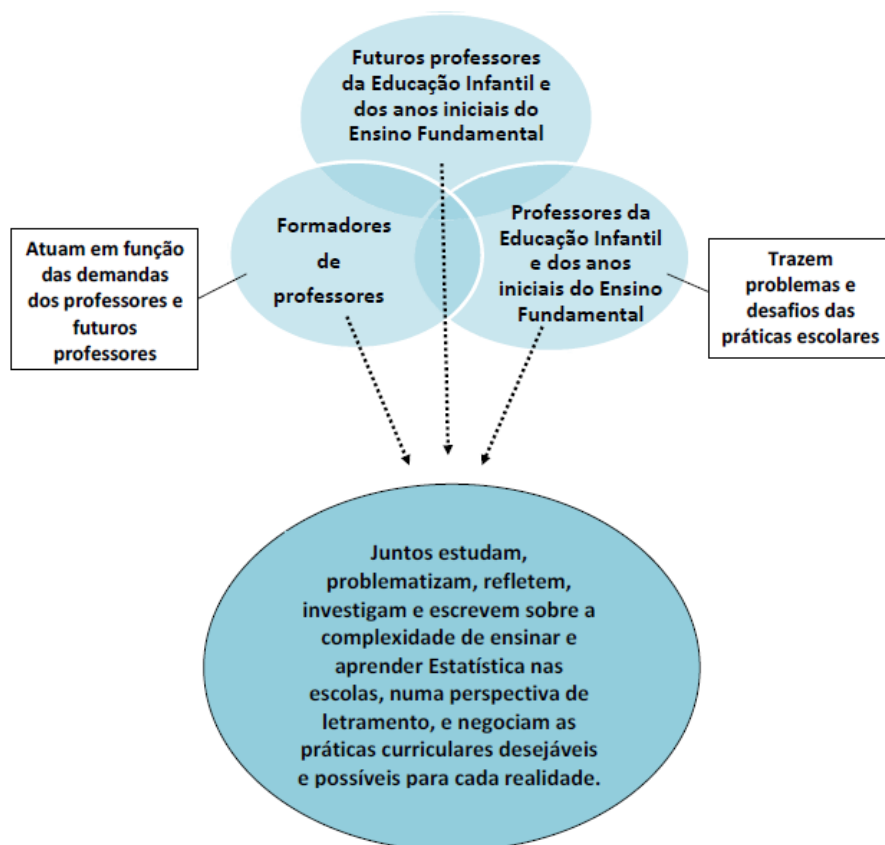 Futuros professores
da Educação Infantil e
dos anos iniciais do
Ensino Fundamental
Formadores
de
professores
Professores da
Educação Infantil
e dos anos
iniciais do Ensino
Fundamental
Atuam em função
das demandas
dos professores e
futuros
professores
Trazem
problemas e
desafios das
práticas escolares
Juntos estudam,
problematizam, refletem,
investigam e escrevem sobre a
complexidade de ensinar e
aprender Estatística nas
escolas, numa perspectiva de
letramento, e negociam as
práticas curriculares desejáveis
e possíveis para cada realidade.